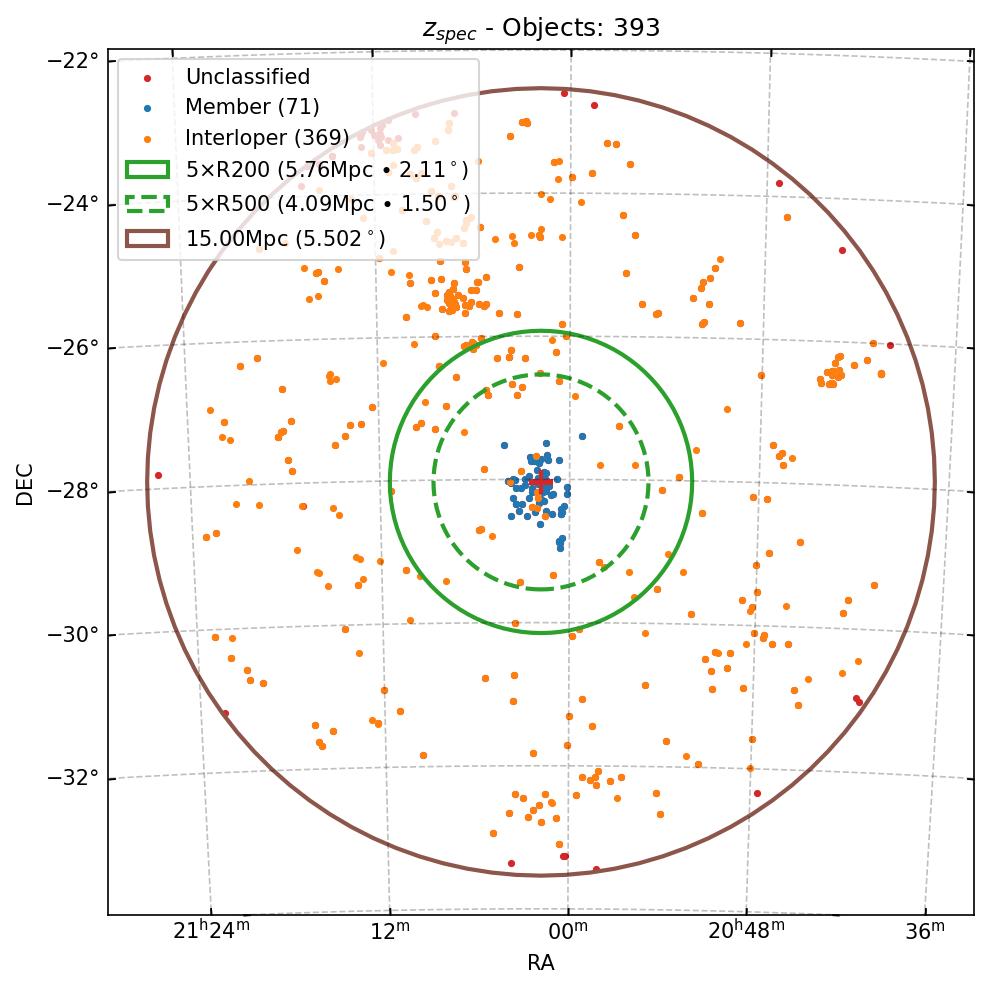 z_spec - Objects: 393
Unclassified
Member (71)
Interloper (369)
5×R200 (5.76Mpc • 2.11°)
5×R500 (4.09Mpc • 1.50°)
15.00Mpc (5.502°)
−22°
−24°
−26°
−28°
−30°
−32°
DEC
21ʰ24ᵐ 12ᵐ 00ᵐ 20ʰ48ᵐ 36ᵐ
RA